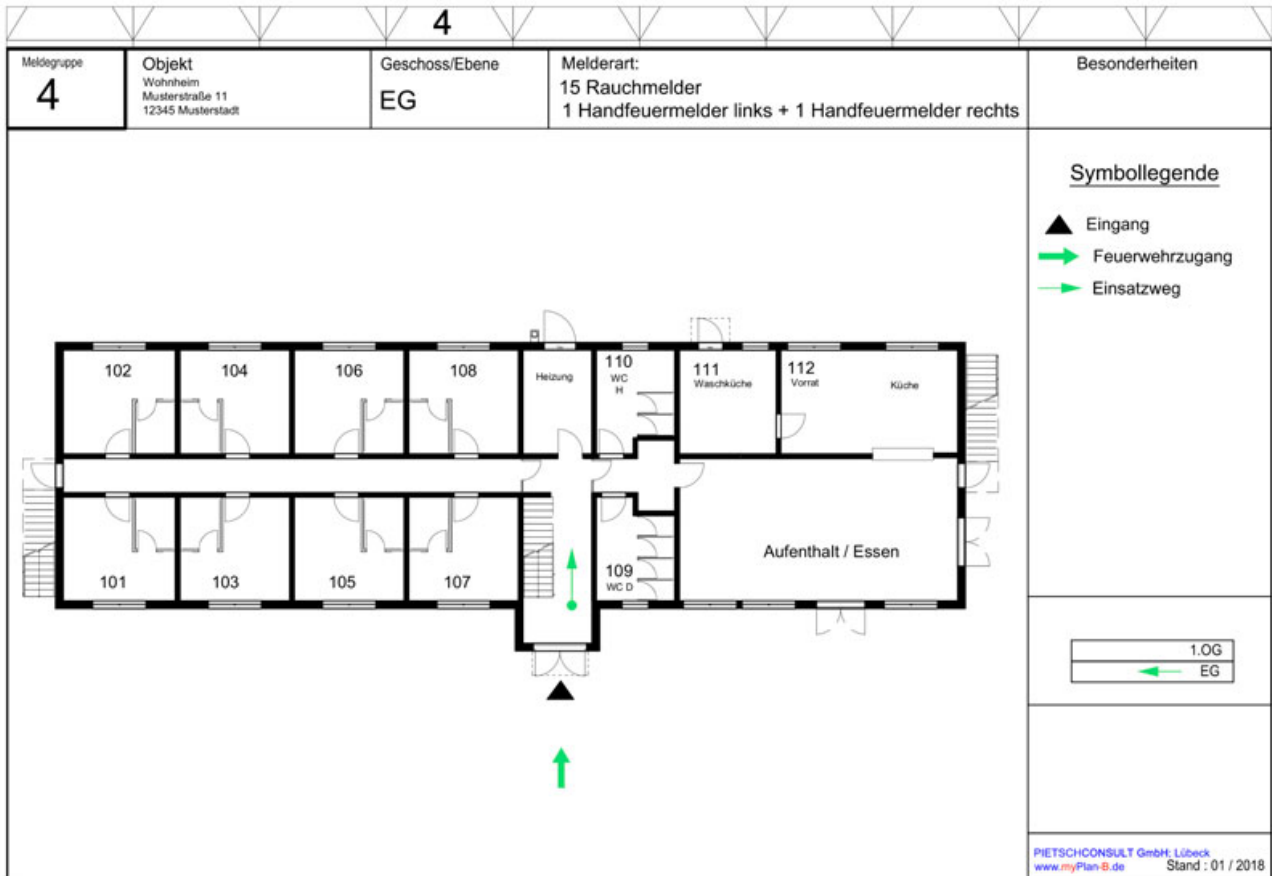 4
Meldegruppe
4
Objekt
Wohnheim
Musterstraße 11
12345 Musterstadt
Geschoss/Ebene
EG
Melderart:
15 Rauchmelder
1 Handfeuermelder links + 1 Handfeuermelder rechts
Besonderheiten
Symbollegende
Eingang
Feuerwehrzugang
Einsatzweg
102
104
106
108
Heizung
110
WC
H
111
Waschküche
112
Vorrat
Küche
101
103
105
107
109
WC D
Aufenthalt / Essen
1.OG
EG
PIETSCHCONSULT GmbH; Lübeck
www.myPlan-B.de
Stand : 01 / 2018